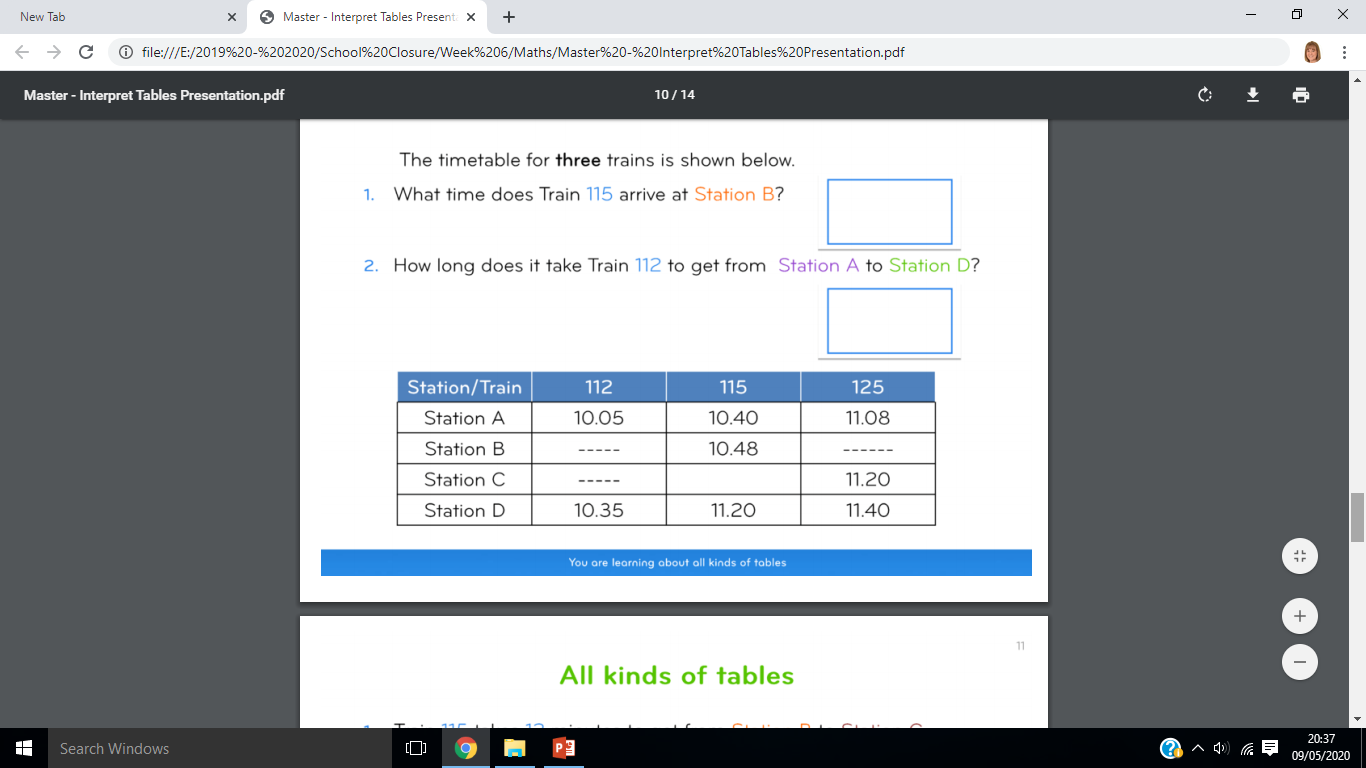 New Tab
Master - Interpret Tables Present
file:///E:/2019%20-%202020/School%20Closure/Week%206/Maths/Master%20-%20Interpret%20Tables%20Presentation.pdf
Master - Interpret Tables Presentation.pdf
10 / 14
The timetable for three trains is shown below.
1. What time does Train 115 arrive at Station B?
2. How long does it take Train 112 to get from Station A to Station D?
Station/Train 112 115 125
Station A 10.05 10.40 11.08
Station B ----- 10.48 ------
Station C ----- 11.20
Station D 10.35 11.20 11.40
You are learning about all kinds of tables
11
All kinds of tables
Search Windows
20:37
09/05/2020